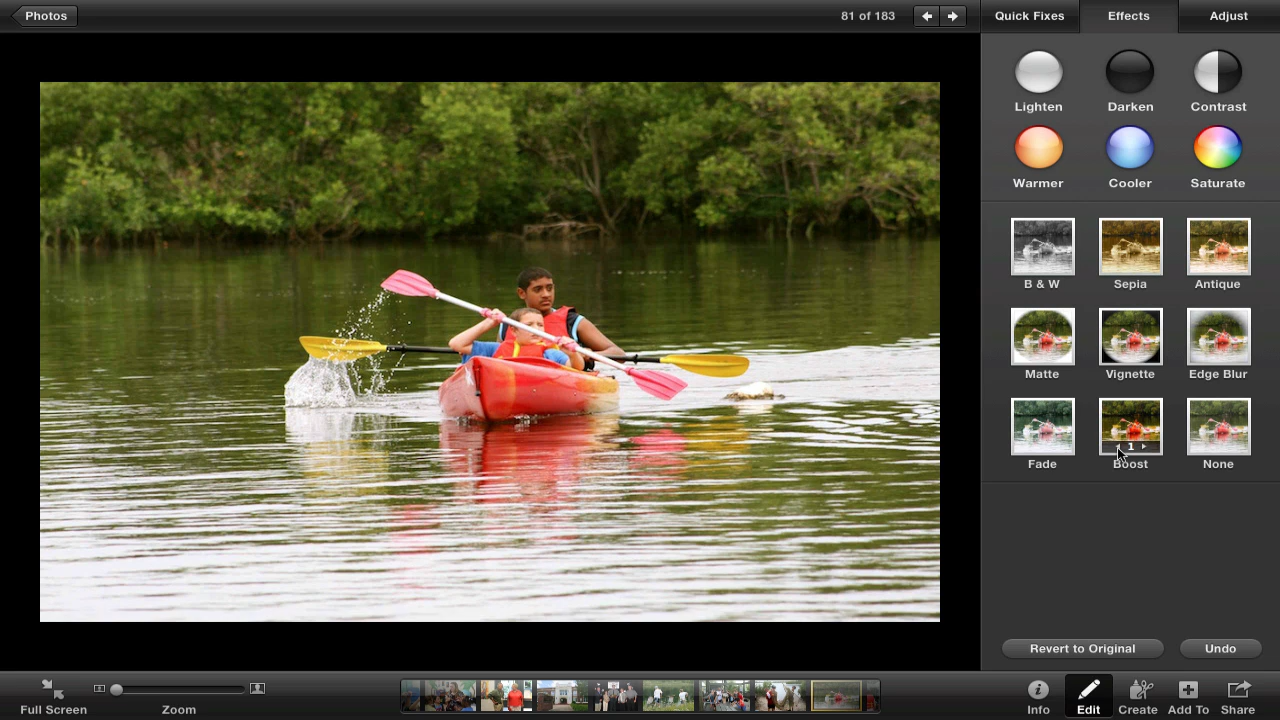 Photos
81 of 183
Quick Fixes
Effects
Adjust
Lighten
Darken
Contrast
Warmer
Cooler
Saturate
B & W
Sepia
Antique
Matte
Vignette
Edge Blur
1
Fade
Boost
None
Revert to Original
Undo
Full Screen
Zoom
Info
Edit
Create
Add To
Share